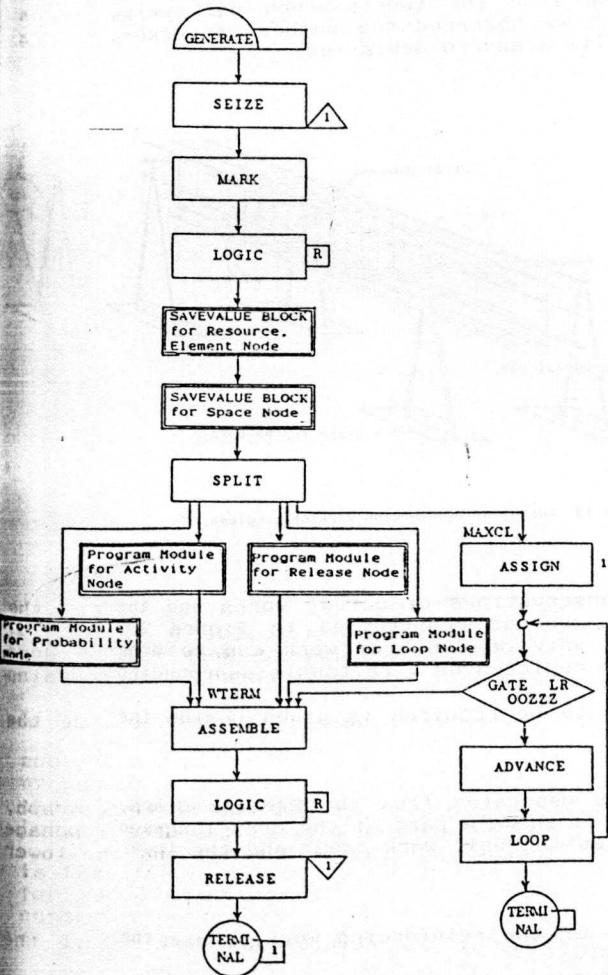 GENERATE
SEIZE
1
MARK
LOGIC
R
SAVEVALUE BLOCK
for Resource.
Element Node
SAVEVALUE BLOCK
for Space Node
SPLIT
MAXCL
Program Module
for Activity
Node
Program Module
for Release Node
ASSIGN
1
Program Module
for Probability
Node
Program Module
for Loop Node
GATE LR
OOZZZ
WTERM
ASSEMBLE
ADVANCE
LOGIC
R
LOOP
RELEASE
1
TERMI
NAL
1
TERMI
NAL